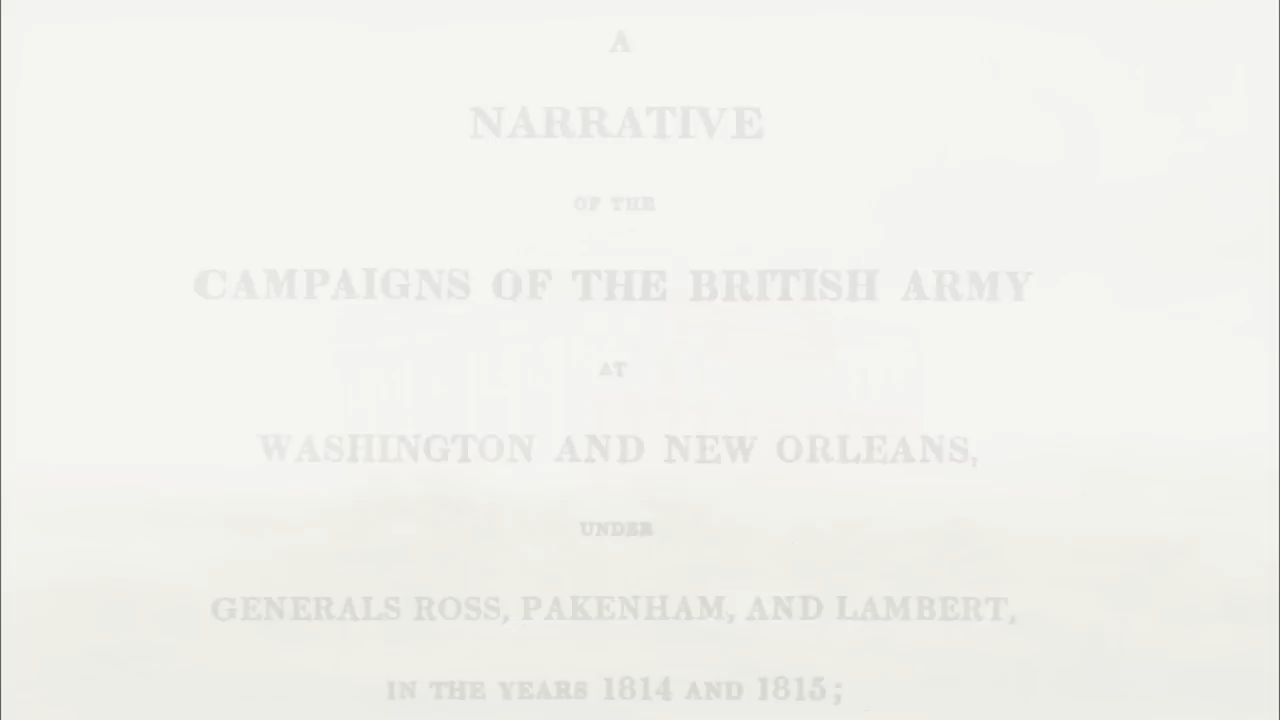 A
NARRATIVE
OF THE
CAMPAIGNS OF THE BRITISH ARMY
AT
WASHINGTON AND NEW ORLEANS,
UNDER
GENERALS ROSS, PAKENHAM, AND LAMBERT,
IN THE YEARS 1814 AND 1815;